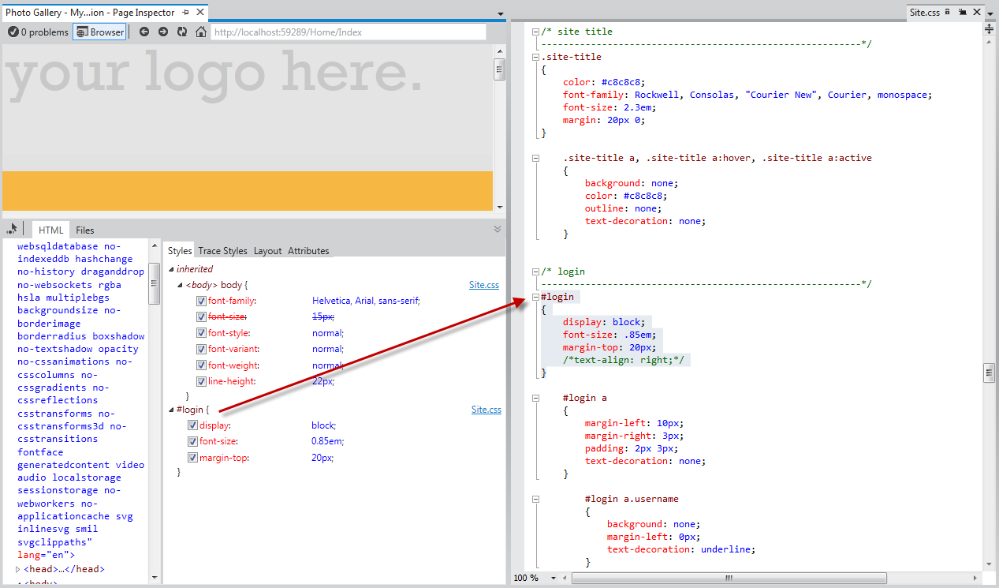 Photo Gallery - My...ion - Page Inspector
0 problems Browser http://localhost:59289/Home/Index
your logo here.
HTML Files
websqldatabase no-
indexeddb hashchange
no-history draganddrop
no-websockets rgba
hsla multiplebgs
backgroundsize no-
borderimage
borderradius boxshadow
no-textshadow opacity
no-cssanimations no-
csscolumns no-
cssgradients no-
cssreflections
csstransforms no-
csstransforms3d no-
csstransitions
fontface
generatedcontent video
audio localstorage
sessionstorage no-
webworkers no-
applicationcache svg
inlinesvg smil
svgclippaths"
lang="en">
<head>…</head>
<body>
Styles Trace Styles Layout Attributes
inherited
<body> body { Site.css
font-family: Helvetica, Arial, sans-serif;
font-size: 15px;
font-style: normal;
font-variant: normal;
font-weight: normal;
line-height: 22px;
}
#login { Site.css
display: block;
font-size: 0.85em;
margin-top: 20px;
}
Site.css
/* site title
----------------------------------------------------------*/
.site-title
{
color: #c8c8c8;
font-family: Rockwell, Consolas, "Courier New", Courier, monospace;
font-size: 2.3em;
margin: 20px 0;
}
.site-title a, .site-title a:hover, .site-title a:active
{
background: none;
color: #c8c8c8;
outline: none;
text-decoration: none;
}
/* login
----------------------------------------------------------*/
#login
{
display: block;
font-size: .85em;
margin-top: 20px;
/*text-align: right;*/
}
#login a
{
margin-left: 10px;
margin-right: 3px;
padding: 2px 3px;
text-decoration: none;
}
#login a.username
{
background: none;
margin-left: 0px;
text-decoration: underline;
}
100 %